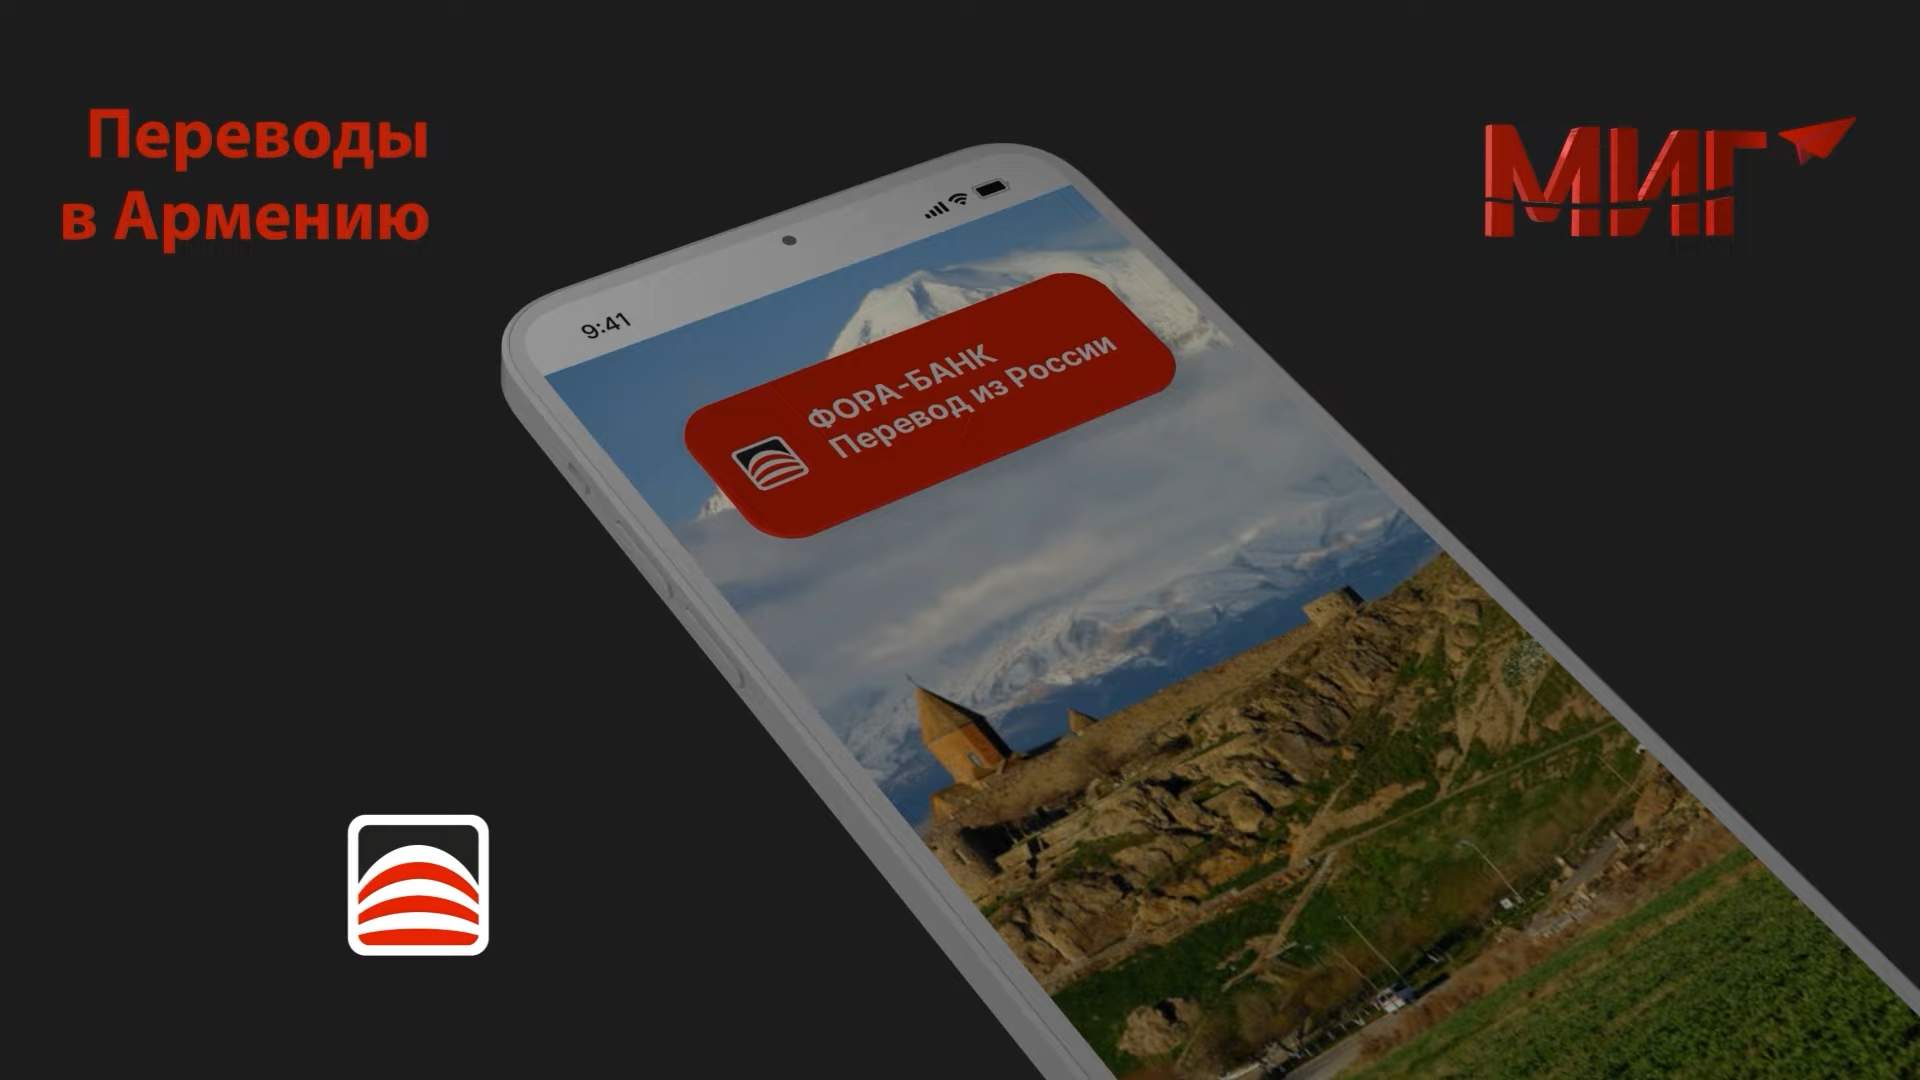 Переводы
в Армению
МИГ
9:41
ФОРА-БАНК
Перевод из России